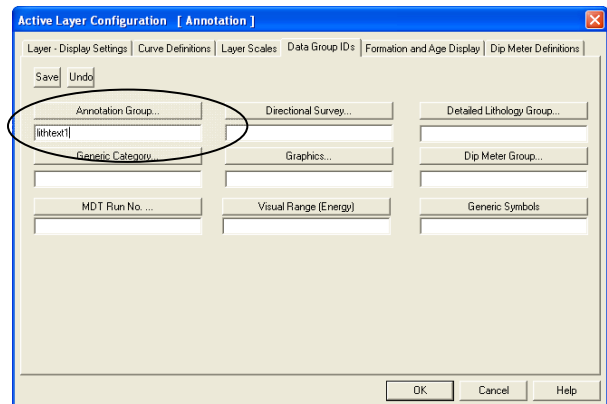 Active Layer Configuration [ Annotation ]
Layer - Display Settings Curve Definitions Layer Scales Data Group IDs Formation and Age Display Dip Meter Definitions
Save Undo
Annotation Group... Directional Survey... Detailed Lithology Group...
lithtext1
Generic Category... Graphics... Dip Meter Group...
MDT Run No. ... Visual Range (Energy) Generic Symbols
OK Cancel Help